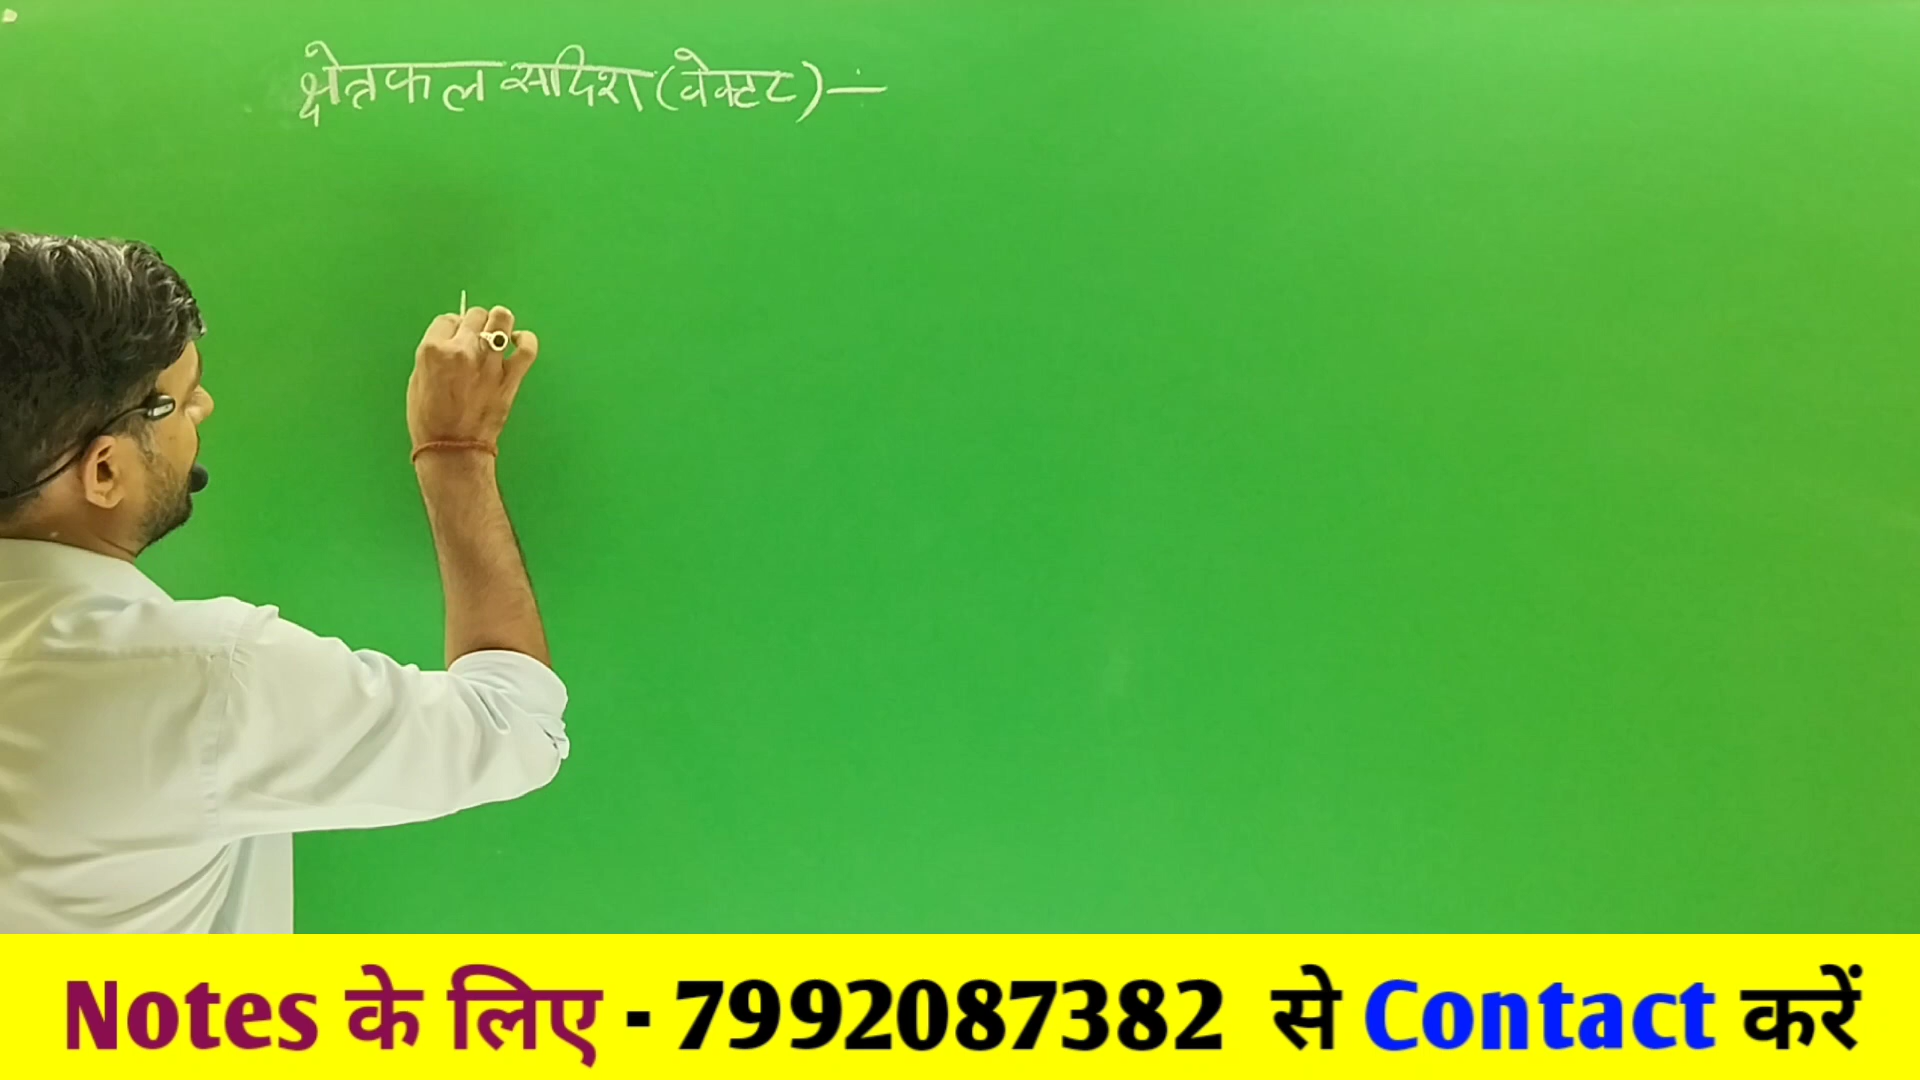 क्षेत्रफल सदिश (वेक्टर) :—
Notes के लिए - 7992087382 से Contact करें